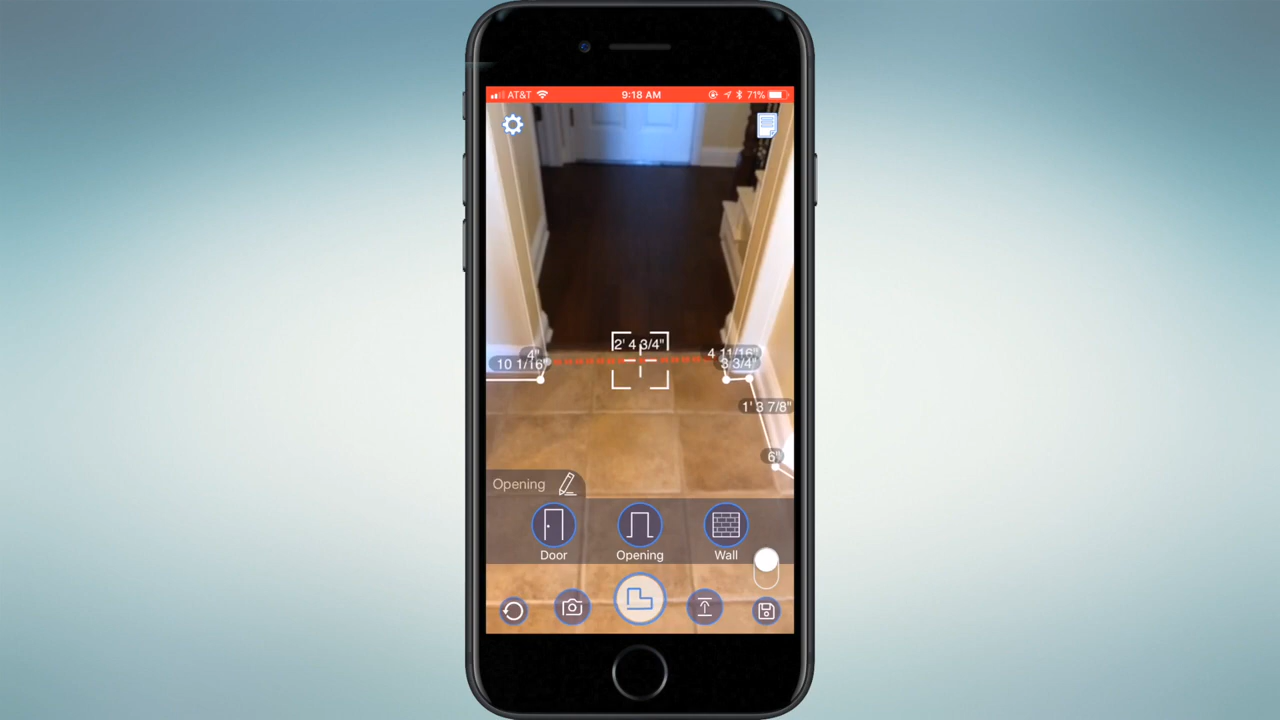 AT&T 9:18 AM 71%
2' 4 3/4"
4"
10 1/16"
4 11/16"
3 3/4"
1' 3 7/8"
6"
Opening
Door Opening Wall